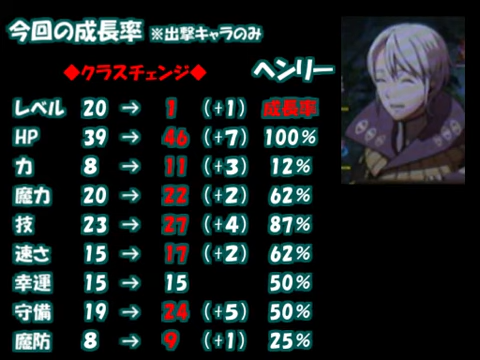 今回の成長率 ※出撃キャラのみ
◆クラスチェンジ◆ ヘンリー
レベル 20 → 1 (+1) 成長率
HP 39 → 46 (+7) 100%
力 8 → 11 (+3) 12%
魔力 20 → 22 (+2) 62%
技 23 → 27 (+4) 87%
速さ 15 → 17 (+2) 62%
幸運 15 → 15 50%
守備 19 → 24 (+5) 50%
魔防 8 → 9 (+1) 25%